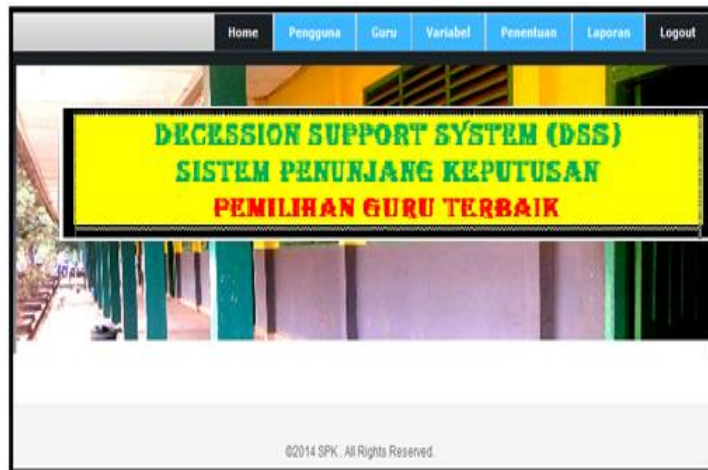 Home Pengguna Guru Variabel Penentuan Laporan Logout
DECESSION SUPPORT SYSTEM (DSS)
SISTEM PENUNJANG KEPUTUSAN
PEMILIHAN GURU TERBAIK
©2014 SPK . All Rights Reserved.